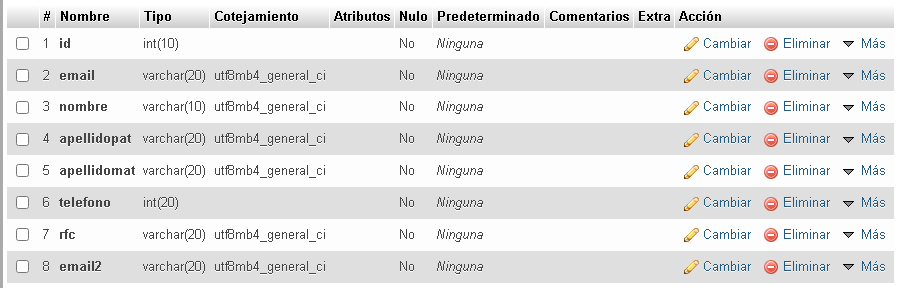 # Nombre Tipo Cotejamiento Atributos Nulo Predeterminado Comentarios Extra Acción
1 id int(10) No Ninguna Cambiar Eliminar Más
2 email varchar(20) utf8mb4_general_ci No Ninguna Cambiar Eliminar Más
3 nombre varchar(10) utf8mb4_general_ci No Ninguna Cambiar Eliminar Más
4 apellidopat varchar(20) utf8mb4_general_ci No Ninguna Cambiar Eliminar Más
5 apellidomat varchar(20) utf8mb4_general_ci No Ninguna Cambiar Eliminar Más
6 telefono int(20) No Ninguna Cambiar Eliminar Más
7 rfc varchar(20) utf8mb4_general_ci No Ninguna Cambiar Eliminar Más
8 email2 varchar(20) utf8mb4_general_ci No Ninguna Cambiar Eliminar Más